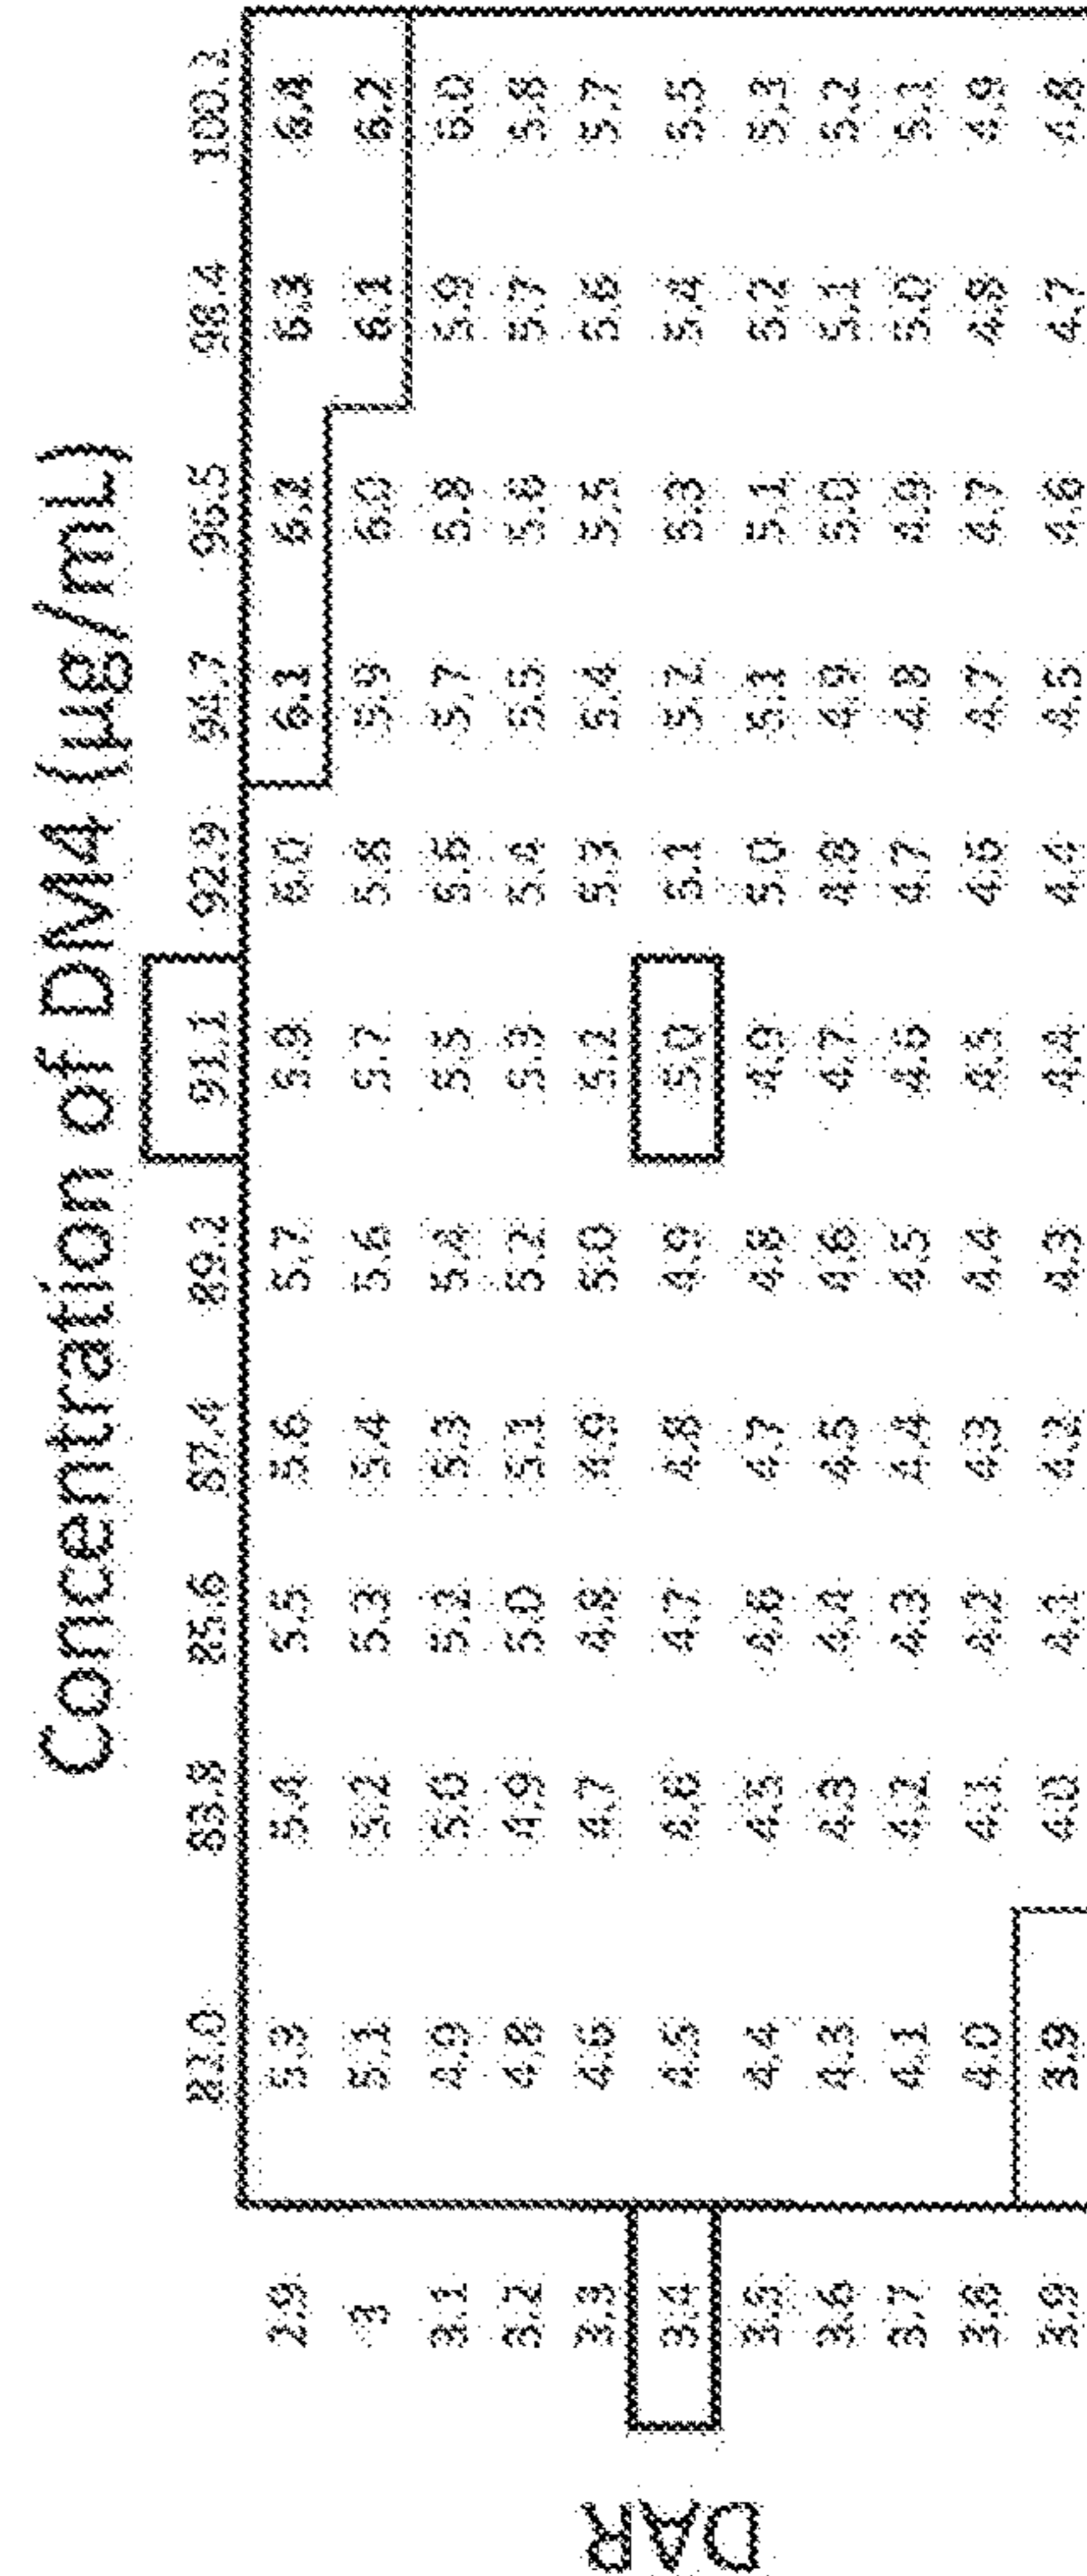 Concentration of DM4 (µg/mL)
82.0 83.8 85.6 87.4 89.2 91.1 92.9 94.7 96.5 98.4 100.2
2.9 5.3 5.4 5.5 5.6 5.7 5.9 6.0 6.1 6.2 6.3 6.4
3 5.1 5.2 5.3 5.4 5.6 5.7 5.8 5.9 6.0 6.1 6.2
3.1 4.9 5.0 5.2 5.3 5.4 5.5 5.6 5.7 5.8 5.9 6.0
3.2 4.8 4.9 5.0 5.1 5.2 5.3 5.4 5.5 5.6 5.7 5.8
3.3 4.6 4.7 4.8 4.9 5.0 5.2 5.3 5.4 5.5 5.6 5.7
DAR 3.4 4.5 4.6 4.7 4.8 4.9 5.0 5.1 5.2 5.3 5.4 5.5
3.5 4.4 4.5 4.6 4.7 4.8 4.9 5.0 5.1 5.1 5.2 5.3
3.6 4.3 4.3 4.4 4.5 4.6 4.7 4.8 4.9 5.0 5.1 5.2
3.7 4.1 4.2 4.3 4.4 4.5 4.6 4.7 4.8 4.9 5.0 5.1
3.8 4.0 4.1 4.2 4.3 4.4 4.5 4.6 4.7 4.7 4.8 4.9
3.9 3.9 4.0 4.1 4.2 4.3 4.4 4.4 4.5 4.6 4.7 4.8